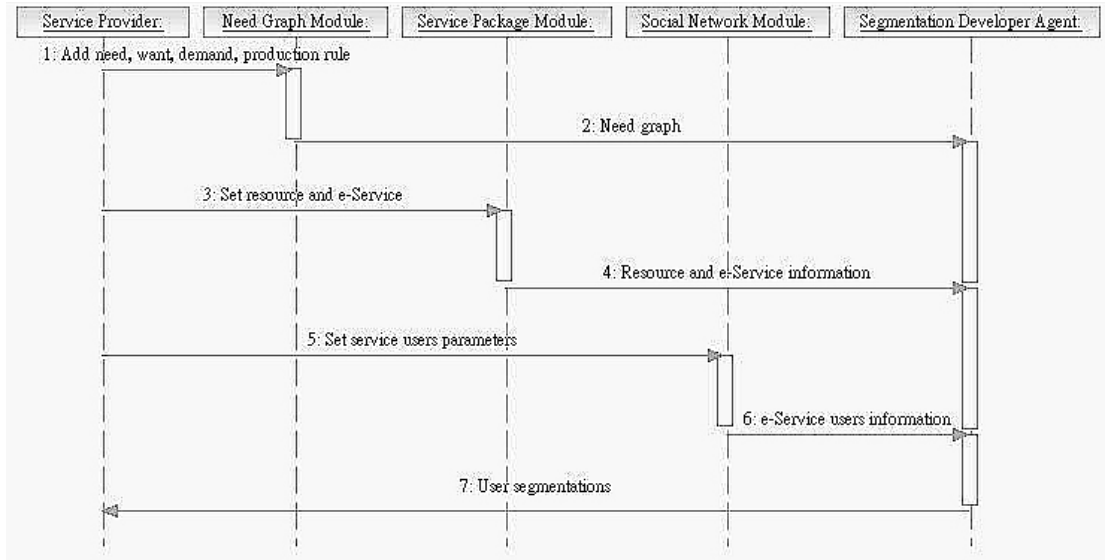 Service Provider:
Need Graph Module:
Service Package Module:
Social Network Module:
Segmentation Developer Agent:
1: Add need, want, demand, production rule
2: Need graph
3: Set resource and e-Service
4: Resource and e-Service information
5: Set service users parameters
6: e-Service users information
7: User segmentations